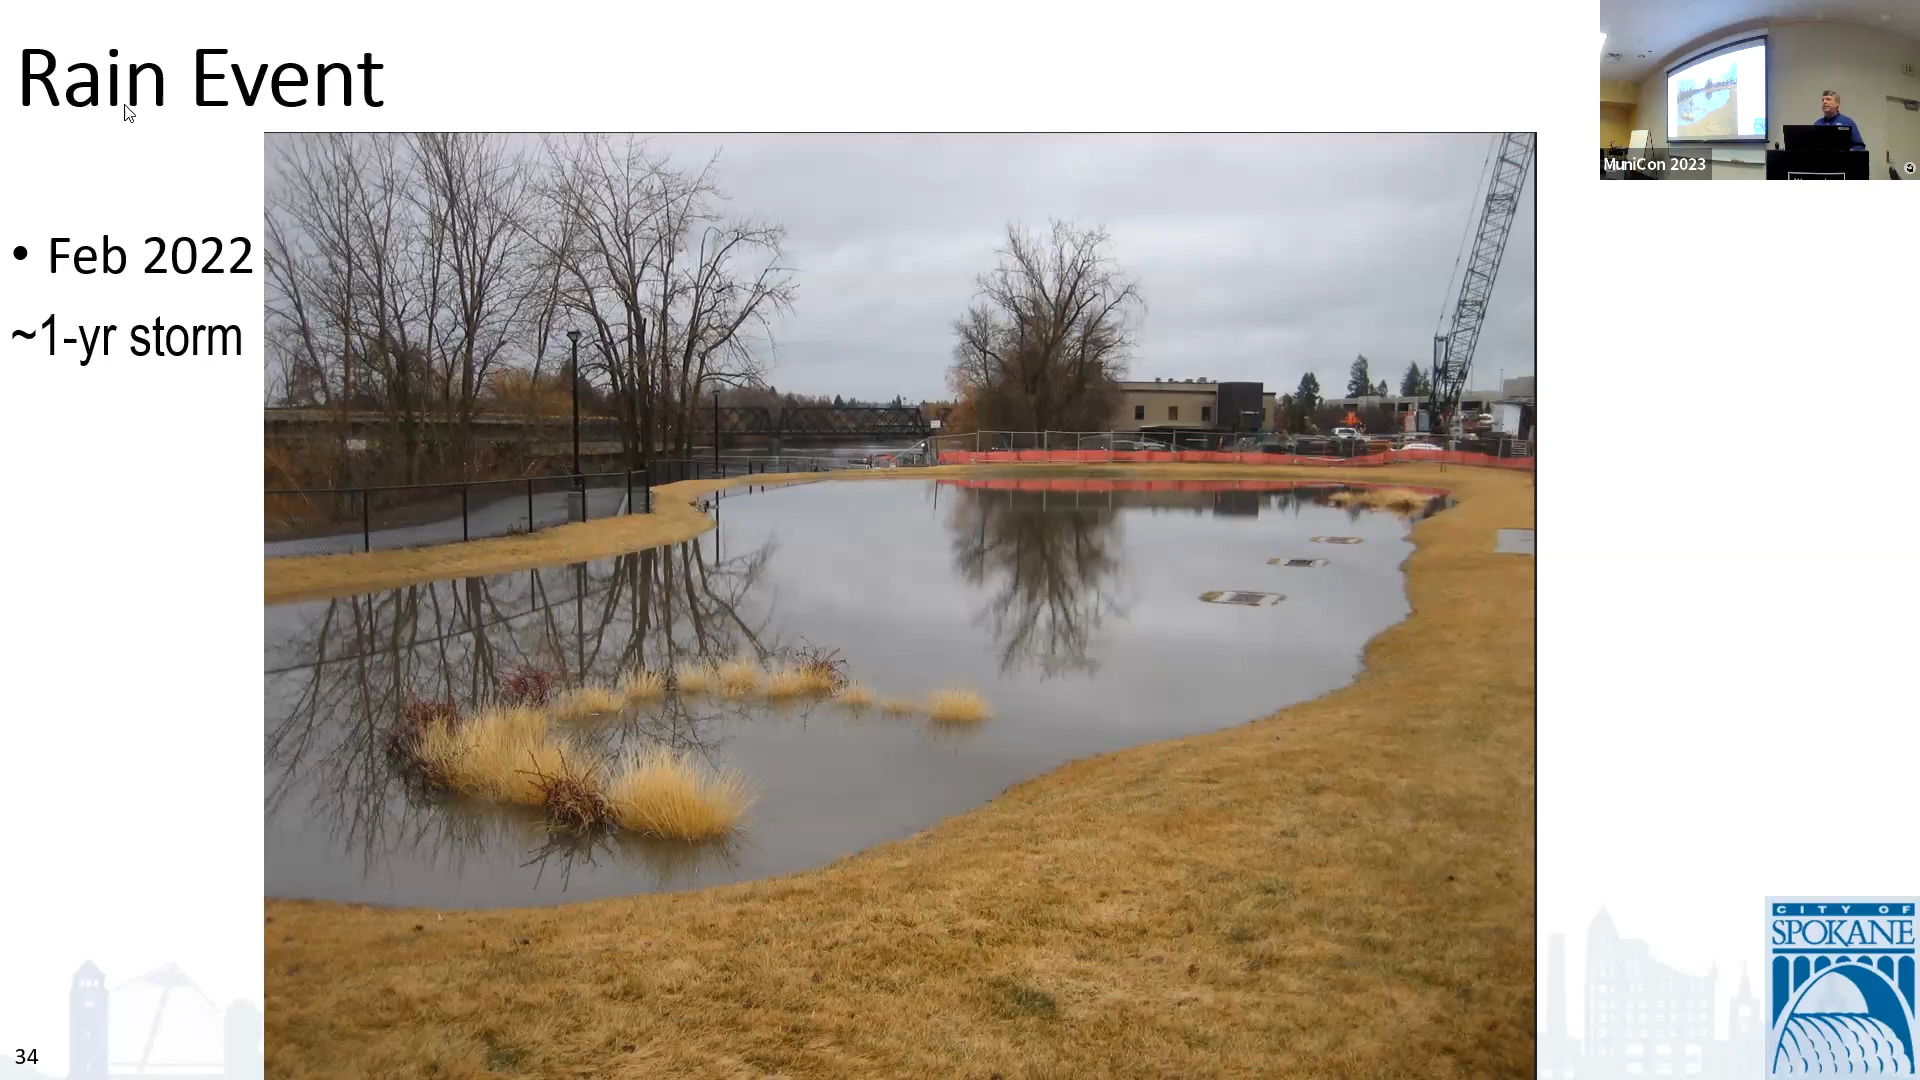 Rain Event
• Feb 2022
~1-yr storm
MuniCon 2023
CITY OF
SPOKANE
34